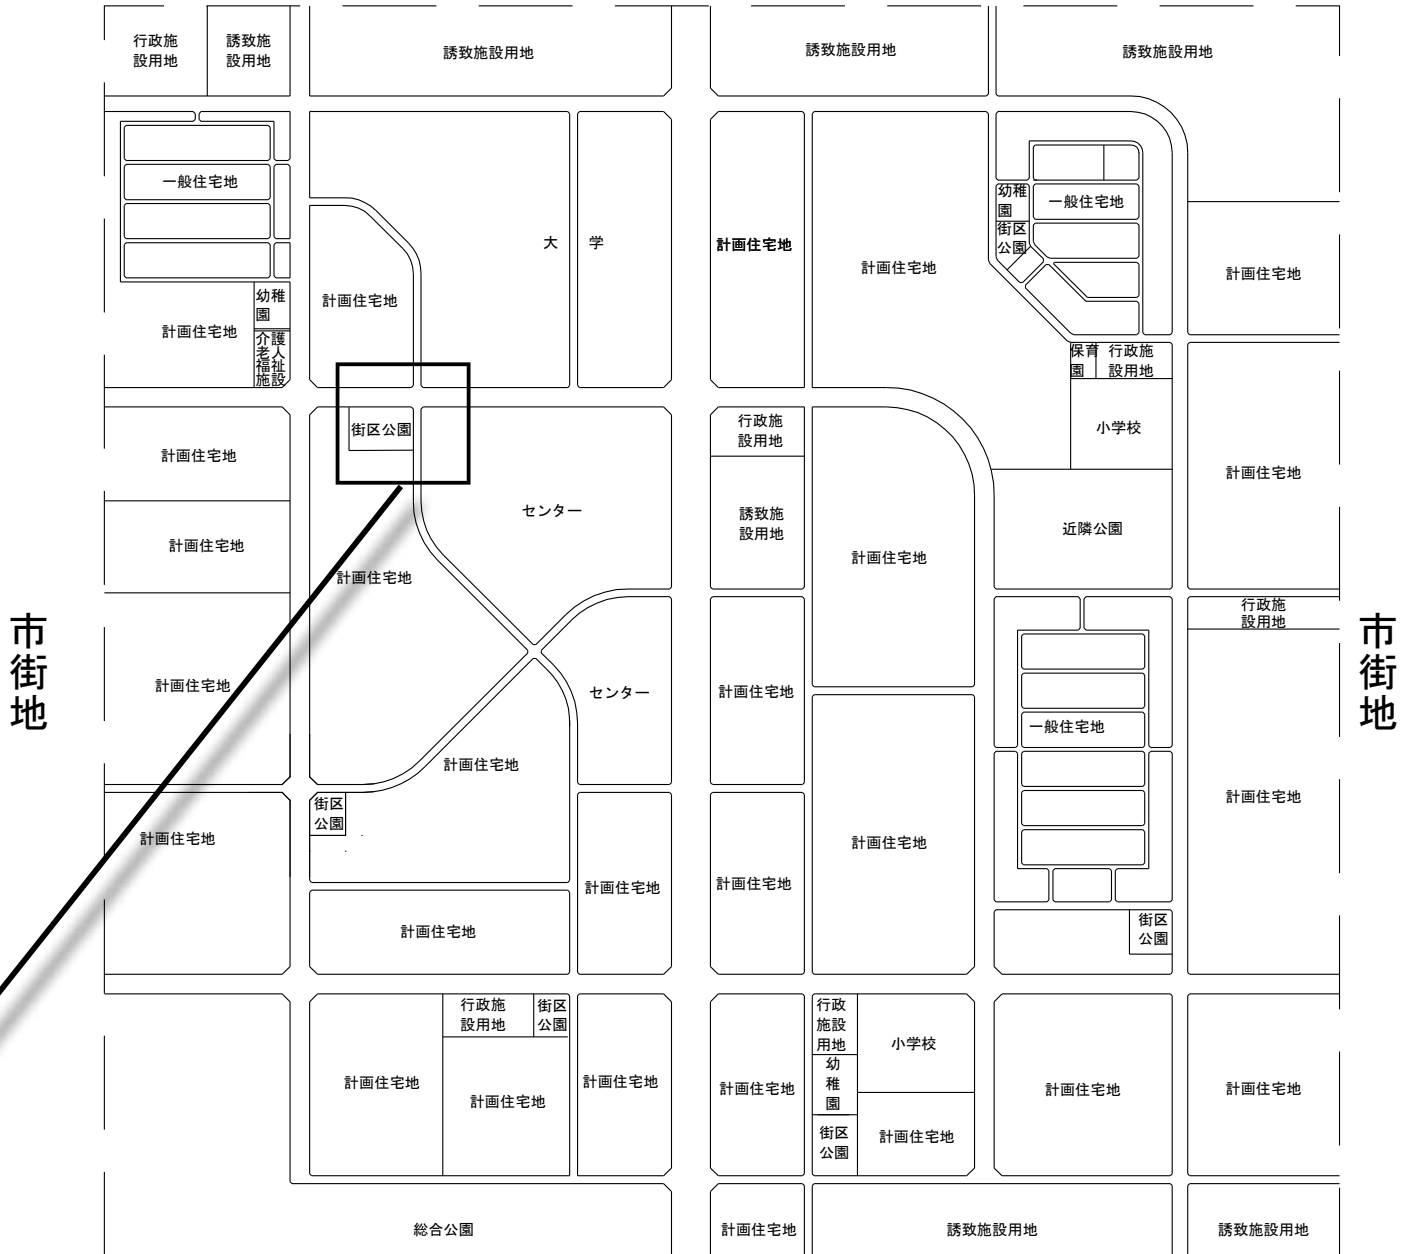 行政施
設用地
誘致施
設用地
誘致施設用地
誘致施設用地
誘致施設用地
一般住宅地
大 学
計画住宅地
計画住宅地
幼稚
園
街区
公園
一般住宅地
計画住宅地
計画住宅地
計画住宅地
幼稚
園
介護
老人
福祉
施設
保育
園
行政施
設用地
小学校
計画住宅地
街区公園
センター
行政施
設用地
誘致施
設用地
計画住宅地
計画住宅地
計画住宅地
計画住宅地
近隣公園
計画住宅地
行政施
設用地
市街地
市街地
計画住宅地
センター
計画住宅地
一般住宅地
計画住宅地
計画住宅地
街区
公園
計画住宅地
計画住宅地
計画住宅地
計画住宅地
計画住宅地
計画住宅地
街区
公園
計画住宅地
行政施
設用地
街区
公園
計画住宅地
計画住宅地
計画住宅地
行政
施設
用地
幼
稚
園
街区
公園
小学校
計画住宅地
計画住宅地
計画住宅地
総合公園
計画住宅地
誘致施設用地
誘致施設用地